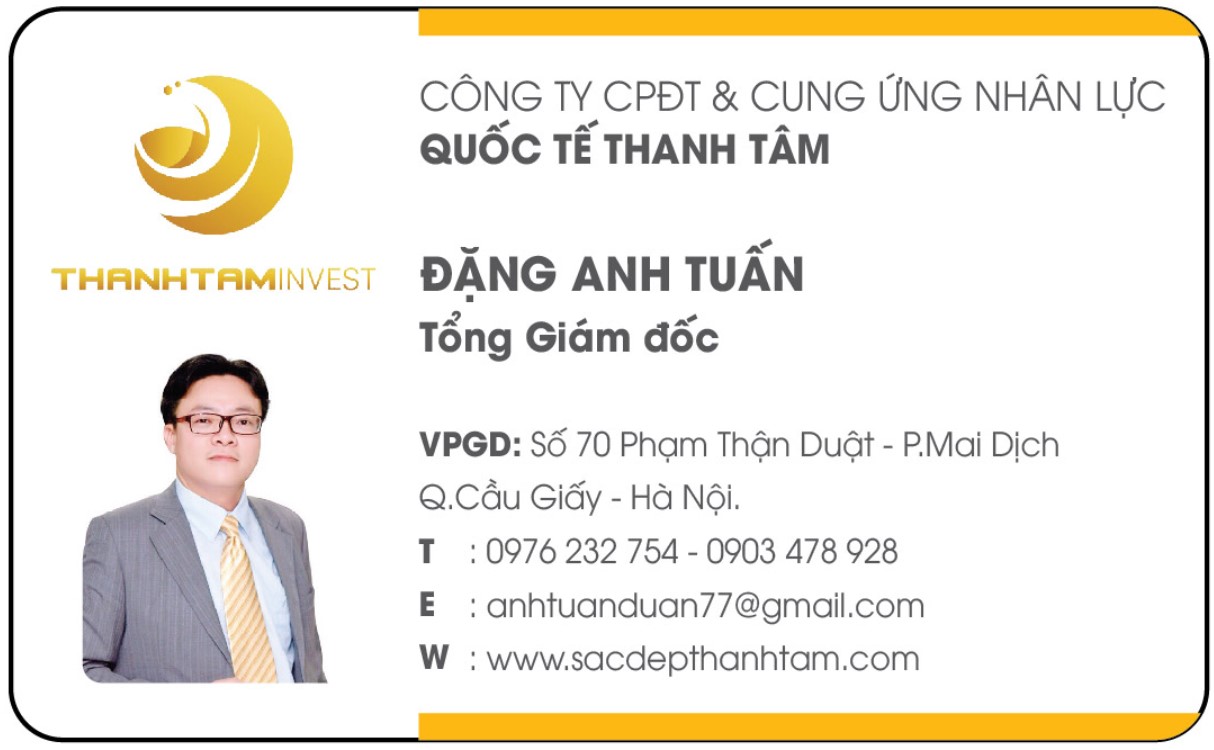 THANHTAMINVEST
CÔNG TY CPĐT & CUNG ỨNG NHÂN LỰC
QUỐC TẾ THANH TÂM
ĐẶNG ANH TUẤN
Tổng Giám đốc
VPGD: Số 70 Phạm Thận Duật - P.Mai Dịch
Q.Cầu Giấy - Hà Nội.
T : 0976 232 754 - 0903 478 928
E : anhtuanduan77@gmail.com
W : www.sacdepthanhtam.com